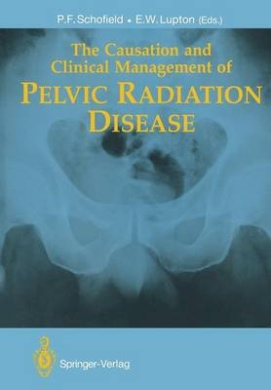 P.F. Schofield • E.W. Lupton (Eds.)
The Causation and
Clinical Management of
PELVIC RADIATION
DISEASE
Springer-Verlag